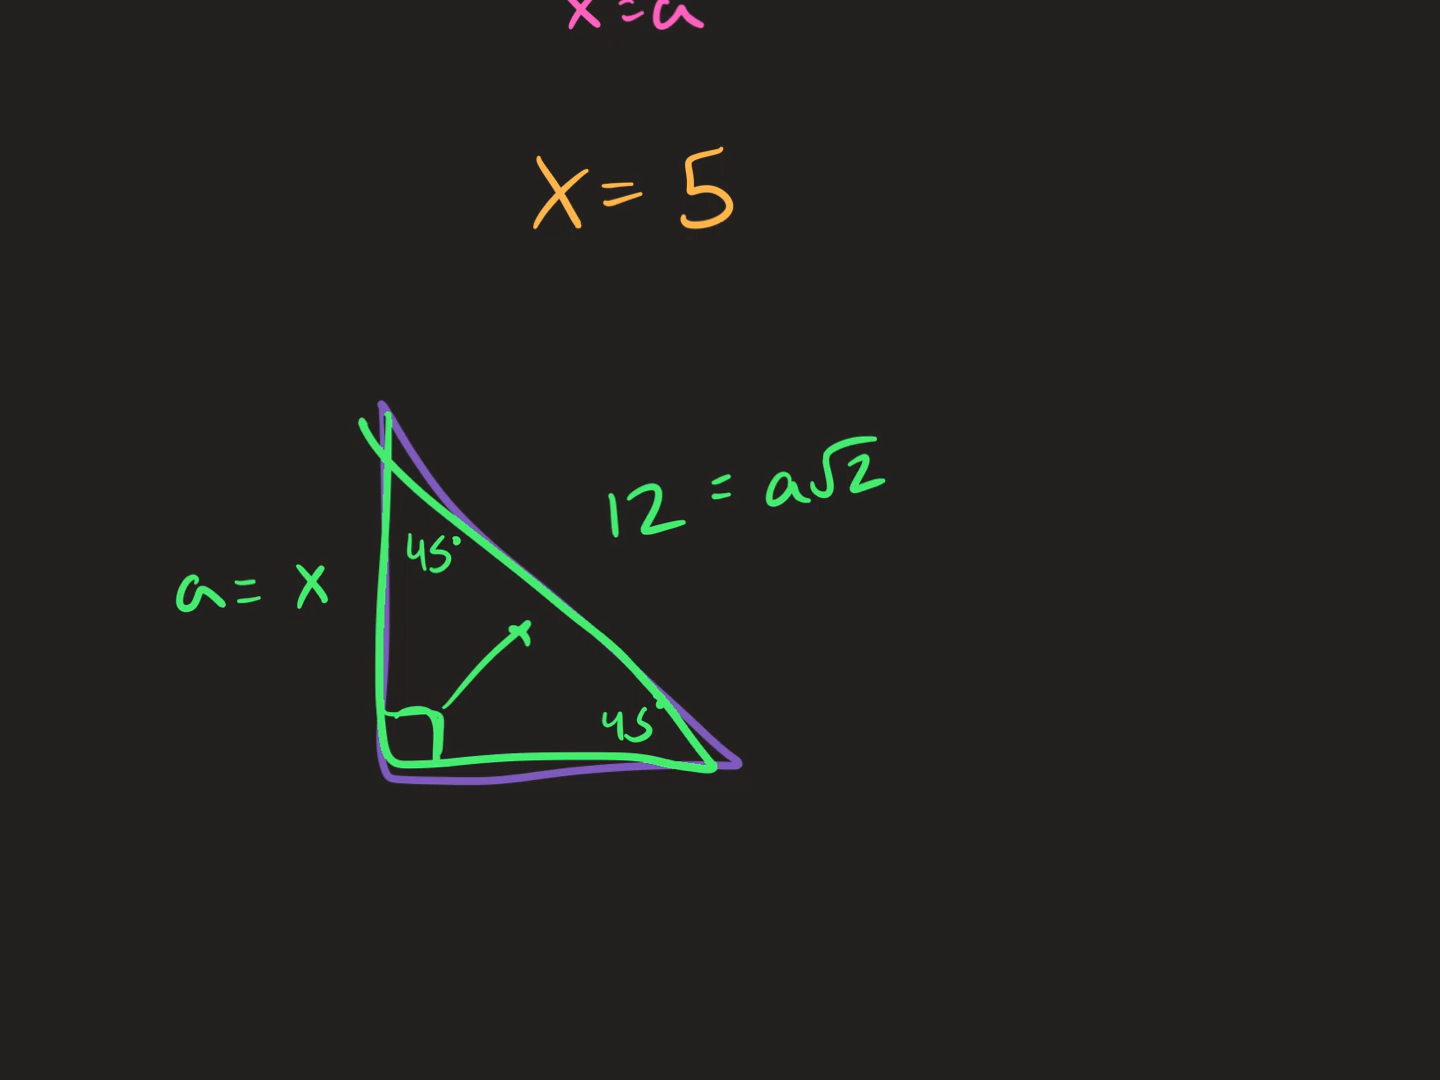 x=a
x= 5
12 = a√2
45°
a= x
45°